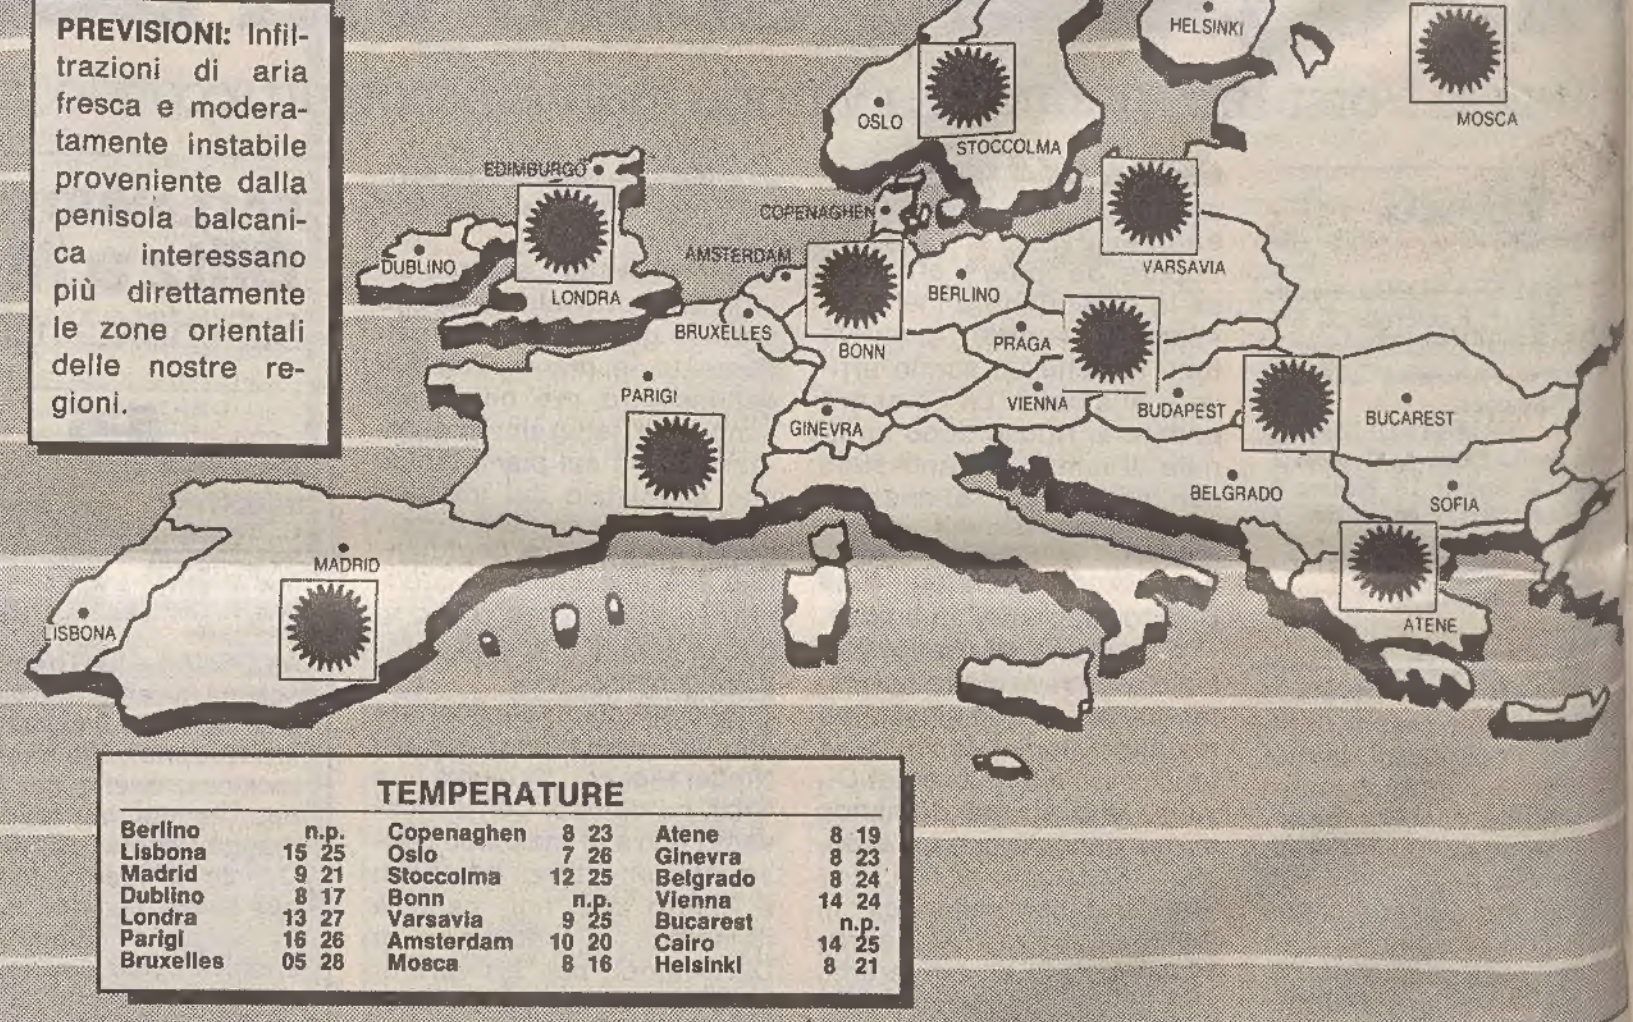 PREVISIONI: Infil-
trazioni di aria
fresca e modera-
tamente instabile
proveniente dalla
penisola balcani-
ca interessano
più direttamente
le zone orientali
delle nostre re-
gioni.
HELSINKI
MOSCA
OSLO
STOCCOLMA
EDIMBURGO
COPENAGHEN
AMSTERDAM
DUBLINO
VARSAVIA
LONDRA
BERLINO
BRUXELLES
BONN
PRAGA
PARIGI
VIENNA
BUDAPEST
BUCAREST
GINEVRA
BELGRADO
SOFIA
MADRID
LISBONA
ATENE
TEMPERATURE
Berlino n.p. Copenaghen 8 23 Atene 8 19
Lisbona 15 25 Oslo 7 26 Ginevra 8 23
Madrid 9 21 Stoccolma 12 25 Belgrado 8 24
Dublino 8 17 Bonn n.p. Vienna 14 24
Londra 13 27 Varsavia 9 25 Bucarest n.p.
Parigi 16 26 Amsterdam 10 20 Cairo 14 25
Bruxelles 05 28 Mosca 8 16 Helsinki 8 21